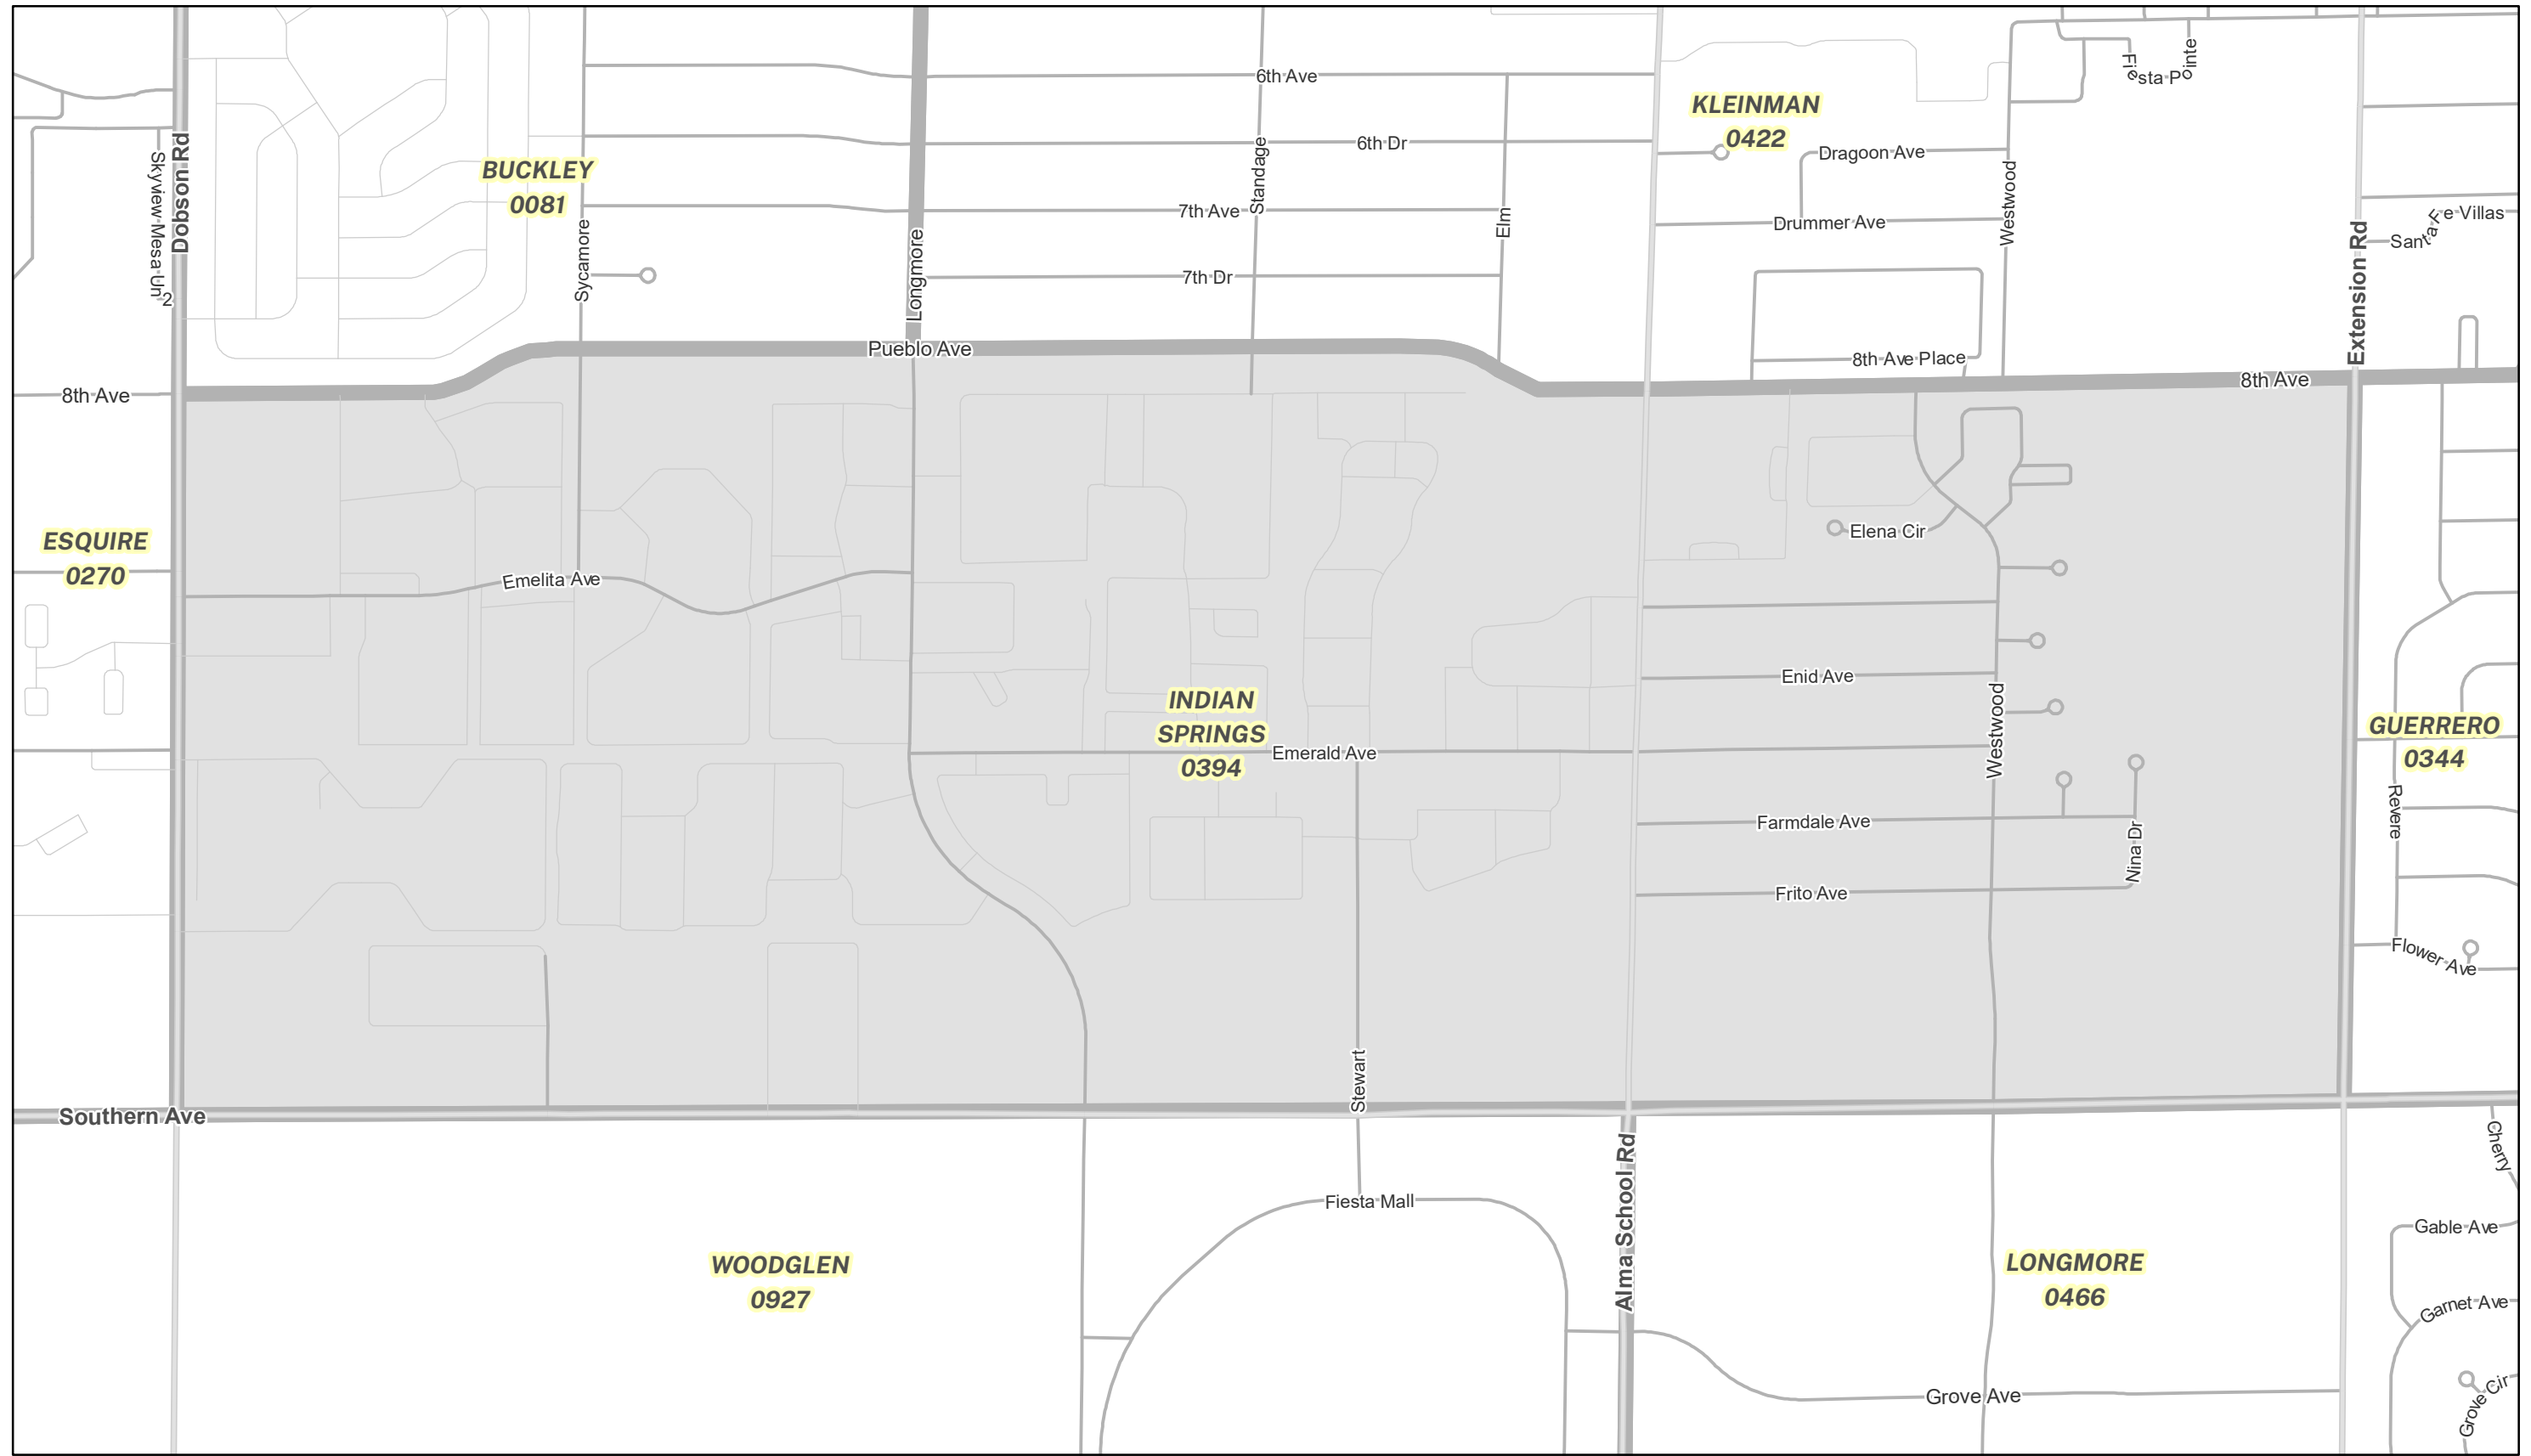 6th Ave
Fiesta Pointe
KLEINMAN
0422
6th Dr
Dragoon Ave
Dobson Rd
Skyview Mesa Un 2
BUCKLEY
0081
Standage
7th Ave
Elm
Drummer Ave
Westwood
Santa Fe Villas
Sycamore
Longmore
7th Dr
Extension Rd
Pueblo Ave
8th Ave Place
8th Ave
8th Ave
ESQUIRE
0270
Elena Cir
Emelita Ave
Enid Ave
INDIAN
SPRINGS
0394
Emerald Ave
Westwood
GUERRERO
0344
Farmdale Ave
Revere
Nina Dr
Frito Ave
Flower Ave
Stewart
Southern Ave
Cherry
Alma School Rd
Fiesta Mall
Gable Ave
WOODGLEN
0927
LONGMORE
0466
Garnet Ave
Grove Ave
Grove Cir